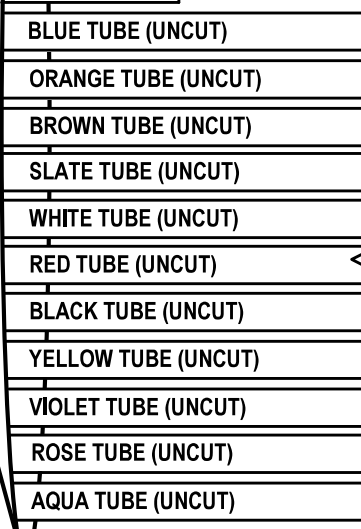 BLUE TUBE (UNCUT)
ORANGE TUBE (UNCUT)
BROWN TUBE (UNCUT)
SLATE TUBE (UNCUT)
WHITE TUBE (UNCUT)
RED TUBE (UNCUT)
BLACK TUBE (UNCUT)
YELLOW TUBE (UNCUT)
VIOLET TUBE (UNCUT)
ROSE TUBE (UNCUT)
AQUA TUBE (UNCUT)